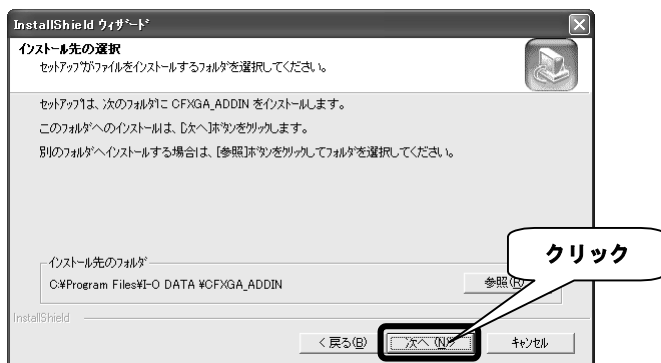 InstallShield ウィザード
インストール先の選択
セットアップがファイルをインストールするフォルダを選択してください。
セットアップは、次のフォルダに CFXGA_ADDIN をインストールします。
このフォルダへのインストールは、[次へ]ボタンをクリックします。
別のフォルダへインストールする場合は、[参照]ボタンをクリックしてフォルダを選択してください。
インストール先のフォルダ
C:¥Program Files¥I-O DATA ¥CFXGA_ADDIN
参照(R)
クリック
InstallShield
< 戻る(B)
次へ (N)>
キャンセル